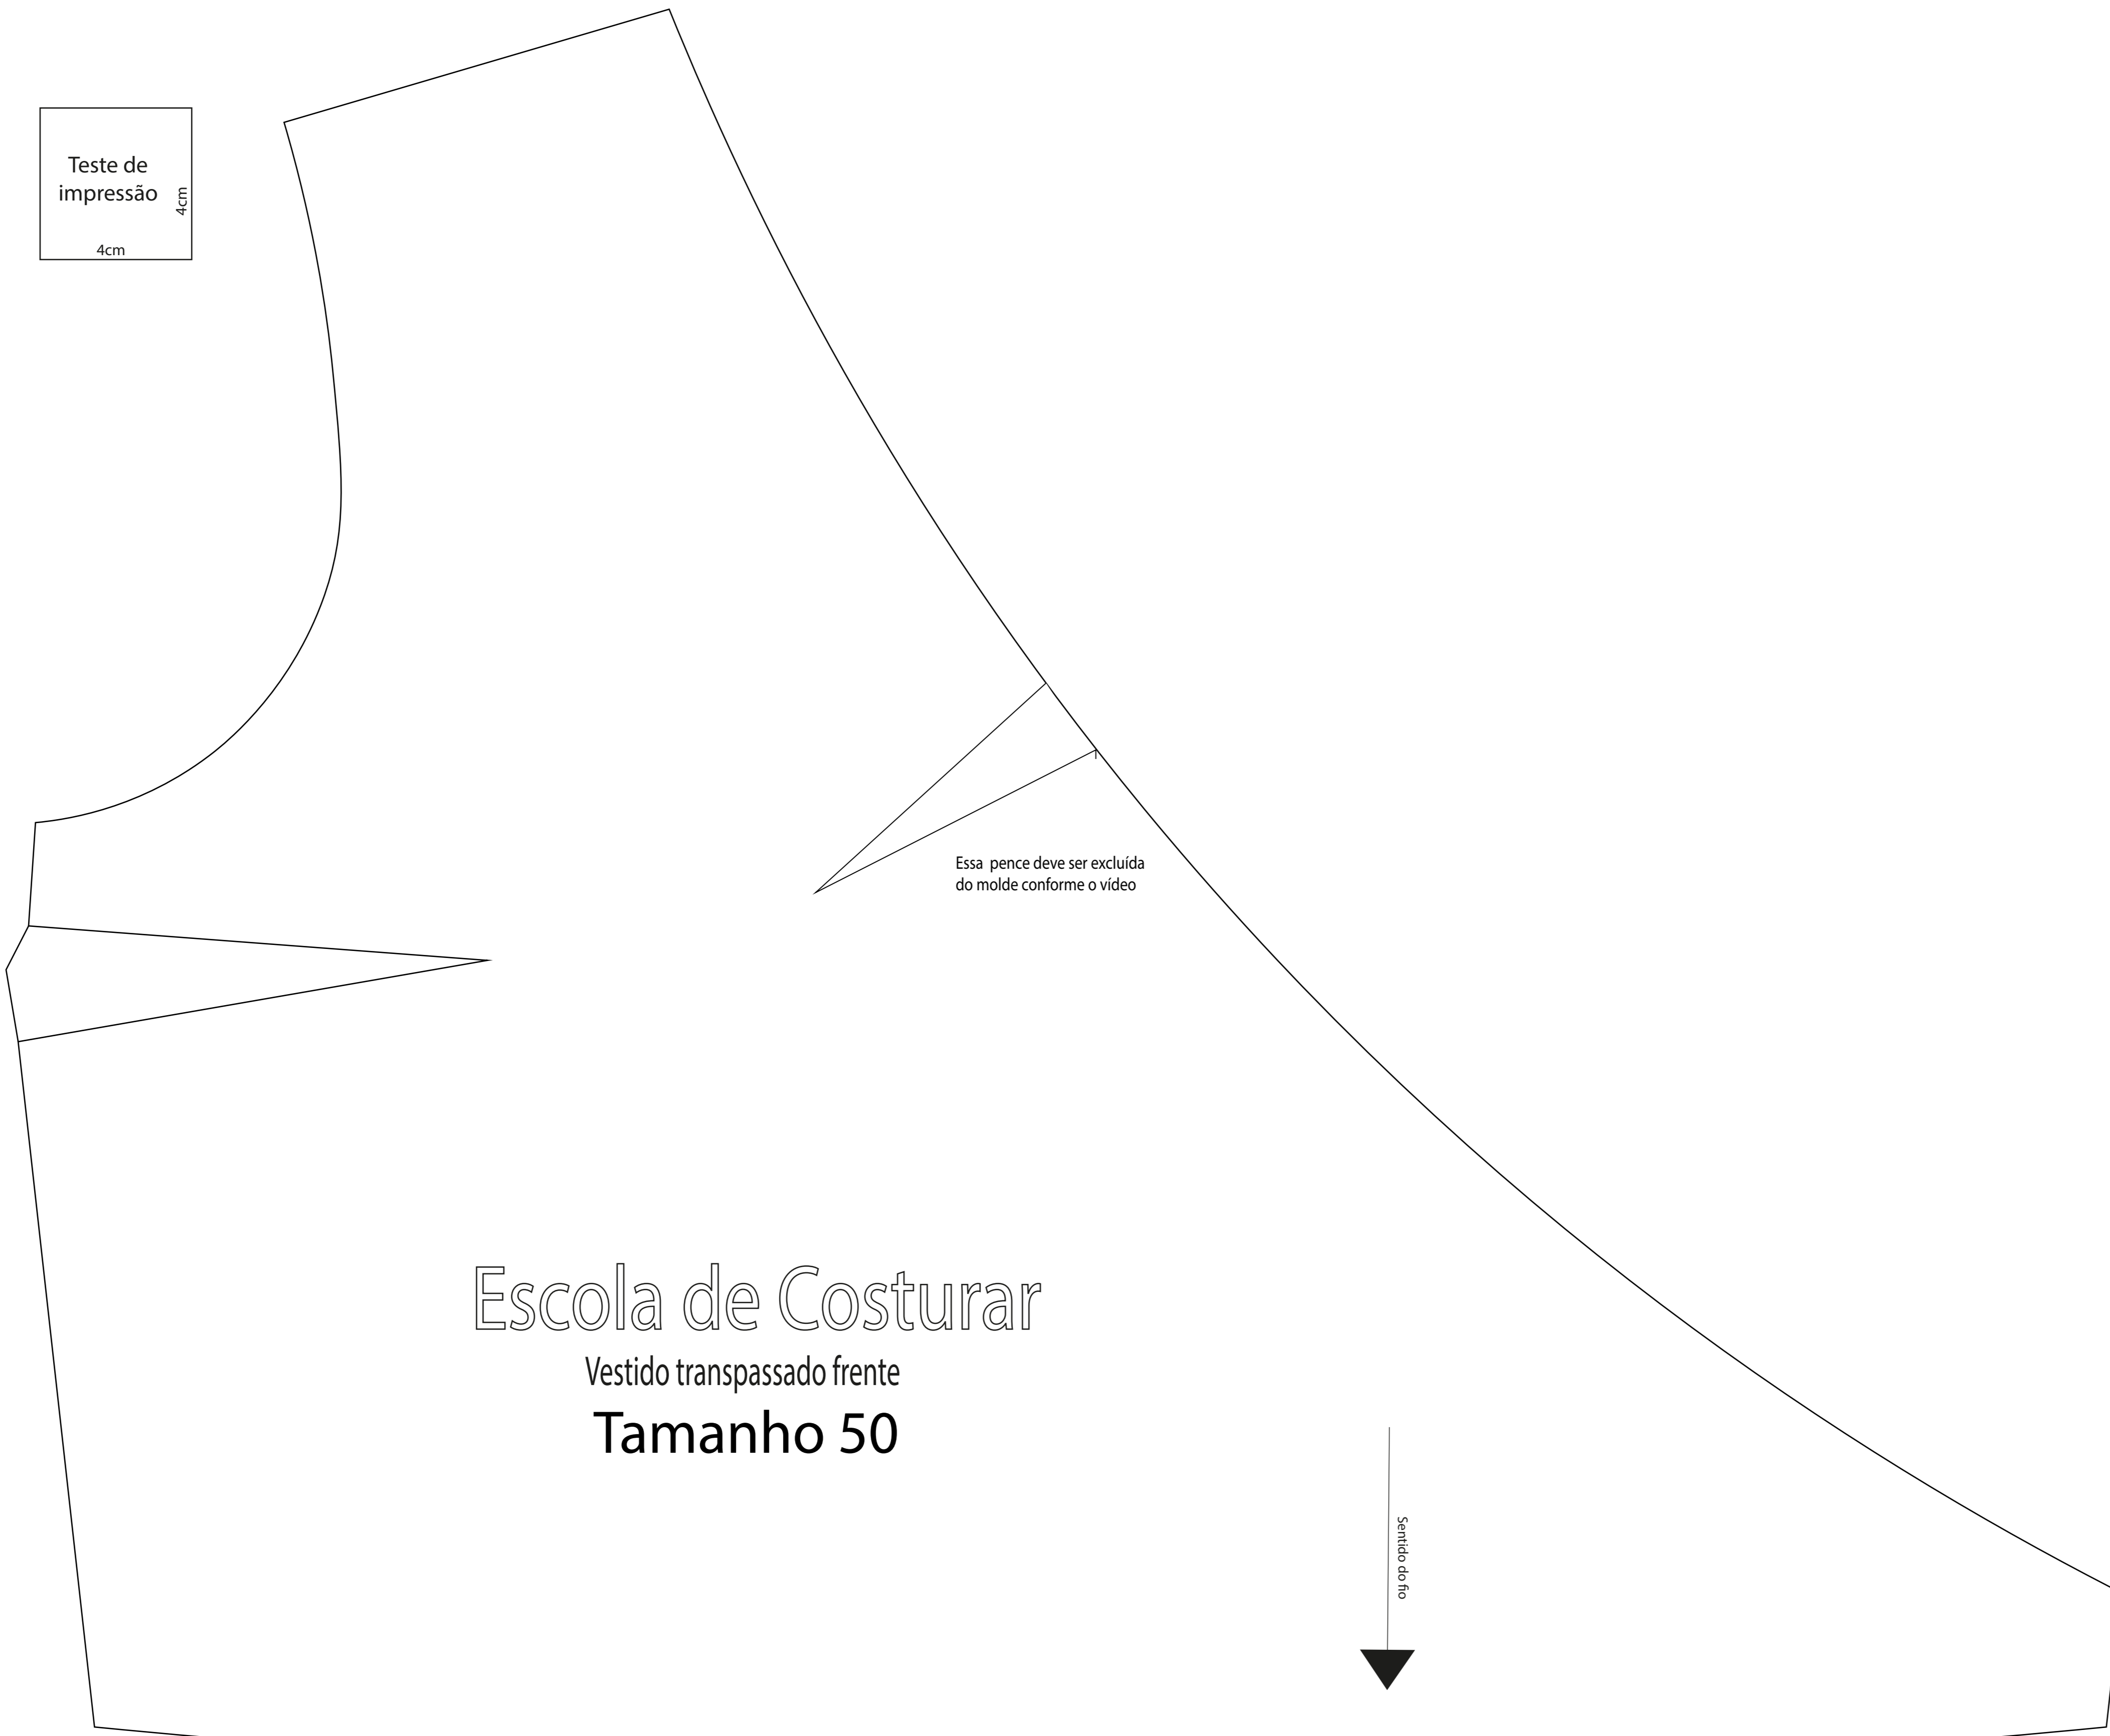 Teste de
impressão
4cm
4cm
Essa pence deve ser excluída
do molde conforme o vídeo
Escola de Costurar
Vestido transpassado frente
Tamanho 50
Sentido do fio